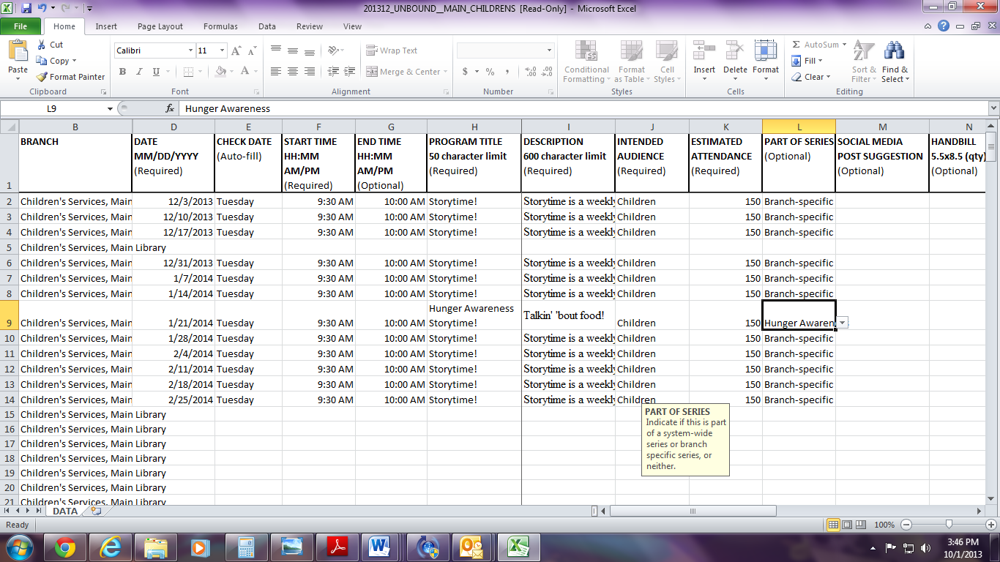 201312_UNBOUND__MAIN_CHILDRENS [Read-Only] - Microsoft Excel
File Home Insert Page Layout Formulas Data Review View
Paste Cut Copy Format Painter Clipboard
Calibri 11 A A B I U A Font
Wrap Text Merge & Center Alignment
$ % , .00 .0 Number
Conditional Formatting Format as Table Cell Styles Styles
Insert Delete Format Cells
Σ AutoSum Fill Clear Sort & Filter Find & Select Editing
L9 fx Hunger Awareness
B D E F G H I J K L M N
1 BRANCH DATE MM/DD/YYYY (Required) CHECK DATE (Auto-fill) START TIME HH:MM AM/PM (Required) END TIME HH:MM AM/PM (Optional) PROGRAM TITLE 50 character limit (Required) DESCRIPTION 600 character limit (Required) INTENDED AUDIENCE (Required) ESTIMATED ATTENDANCE (Required) PART OF SERIES (Optional) SOCIAL MEDIA POST SUGGESTION (Optional) HANDBILL 5.5x8.5 (qty) (Optional)
2 Children's Services, Main 12/3/2013 Tuesday 9:30 AM 10:00 AM Storytime! Storytime is a weekly Children 150 Branch-specific
3 Children's Services, Main 12/10/2013 Tuesday 9:30 AM 10:00 AM Storytime! Storytime is a weekly Children 150 Branch-specific
4 Children's Services, Main 12/17/2013 Tuesday 9:30 AM 10:00 AM Storytime! Storytime is a weekly Children 150 Branch-specific
5 Children's Services, Main Library
6 Children's Services, Main 12/31/2013 Tuesday 9:30 AM 10:00 AM Storytime! Storytime is a weekly Children 150 Branch-specific
7 Children's Services, Main 1/7/2014 Tuesday 9:30 AM 10:00 AM Storytime! Storytime is a weekly Children 150 Branch-specific
8 Children's Services, Main 1/14/2014 Tuesday 9:30 AM 10:00 AM Storytime! Storytime is a weekly Children 150 Branch-specific
9 Children's Services, Main 1/21/2014 Tuesday 9:30 AM 10:00 AM Hunger Awareness Storytime! Talkin' 'bout food! Children 150 Hunger Awaren
10 Children's Services, Main 1/28/2014 Tuesday 9:30 AM 10:00 AM Storytime! Storytime is a weekly Children 150 Branch-specific
11 Children's Services, Main 2/4/2014 Tuesday 9:30 AM 10:00 AM Storytime! Storytime is a weekly Children 150 Branch-specific
12 Children's Services, Main 2/11/2014 Tuesday 9:30 AM 10:00 AM Storytime! Storytime is a weekly Children 150 Branch-specific
13 Children's Services, Main 2/18/2014 Tuesday 9:30 AM 10:00 AM Storytime! Storytime is a weekly Children 150 Branch-specific
14 Children's Services, Main 2/25/2014 Tuesday 9:30 AM 10:00 AM Storytime! Storytime is a weekly Children 150 Branch-specific
15 Children's Services, Main Library
16 Children's Services, Main Library
17 Children's Services, Main Library
18 Children's Services, Main Library
19 Children's Services, Main Library
20 Children's Services, Main Library
21 Children's Services, Main Library
PART OF SERIES
Indicate if this is part
of a system-wide
series or branch
specific series, or
neither.
DATA
Ready 100%
3:46 PM
10/1/2013